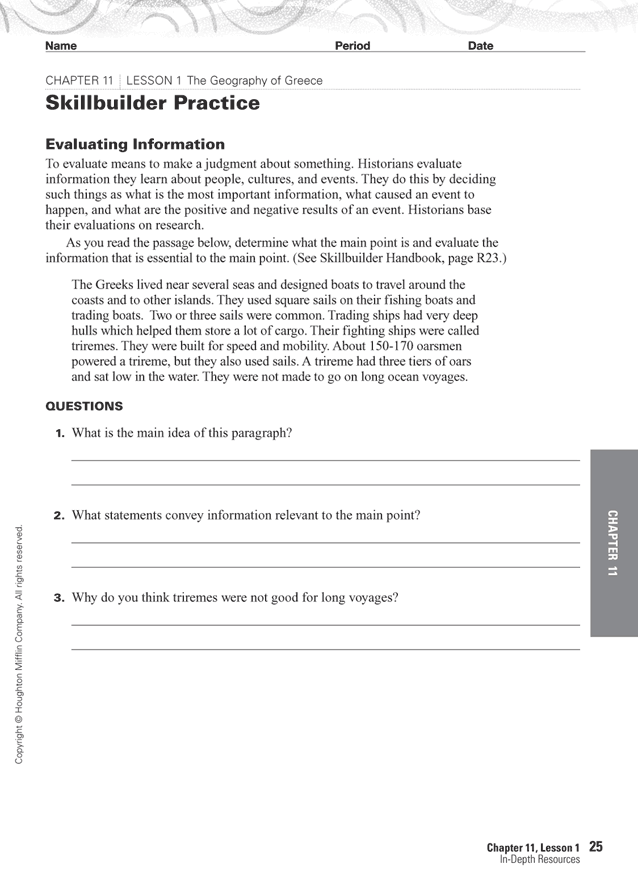 Name Period Date
CHAPTER 11 LESSON 1 The Geography of Greece
Skillbuilder Practice
Evaluating Information
To evaluate means to make a judgment about something. Historians evaluate
information they learn about people, cultures, and events. They do this by deciding
such things as what is the most important information, what caused an event to
happen, and what are the positive and negative results of an event. Historians base
their evaluations on research.
As you read the passage below, determine what the main point is and evaluate the
information that is essential to the main point. (See Skillbuilder Handbook, page R23.)
The Greeks lived near several seas and designed boats to travel around the
coasts and to other islands. They used square sails on their fishing boats and
trading boats. Two or three sails were common. Trading ships had very deep
hulls which helped them store a lot of cargo. Their fighting ships were called
triremes. They were built for speed and mobility. About 150-170 oarsmen
powered a trireme, but they also used sails. A trireme had three tiers of oars
and sat low in the water. They were not made to go on long ocean voyages.
QUESTIONS
1. What is the main idea of this paragraph?
2. What statements convey information relevant to the main point?
3. Why do you think triremes were not good for long voyages?
CHAPTER 11
Copyright © Houghton Mifflin Company. All rights reserved.
Chapter 11, Lesson 1 25
In-Depth Resources